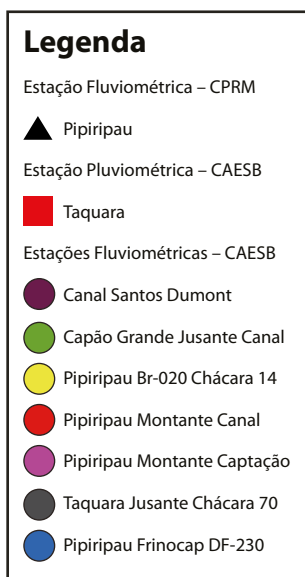 Legenda
Estação Fluviométrica – CPRM
Pipiripau
Estação Pluviométrica – CAESB
Taquara
Estações Fluviométricas – CAESB
Canal Santos Dumont
Capão Grande Jusante Canal
Pipiripau Br-020 Chácara 14
Pipiripau Montante Canal
Pipiripau Montante Captação
Taquara Jusante Chácara 70
Pipiripau Frinocap DF-230